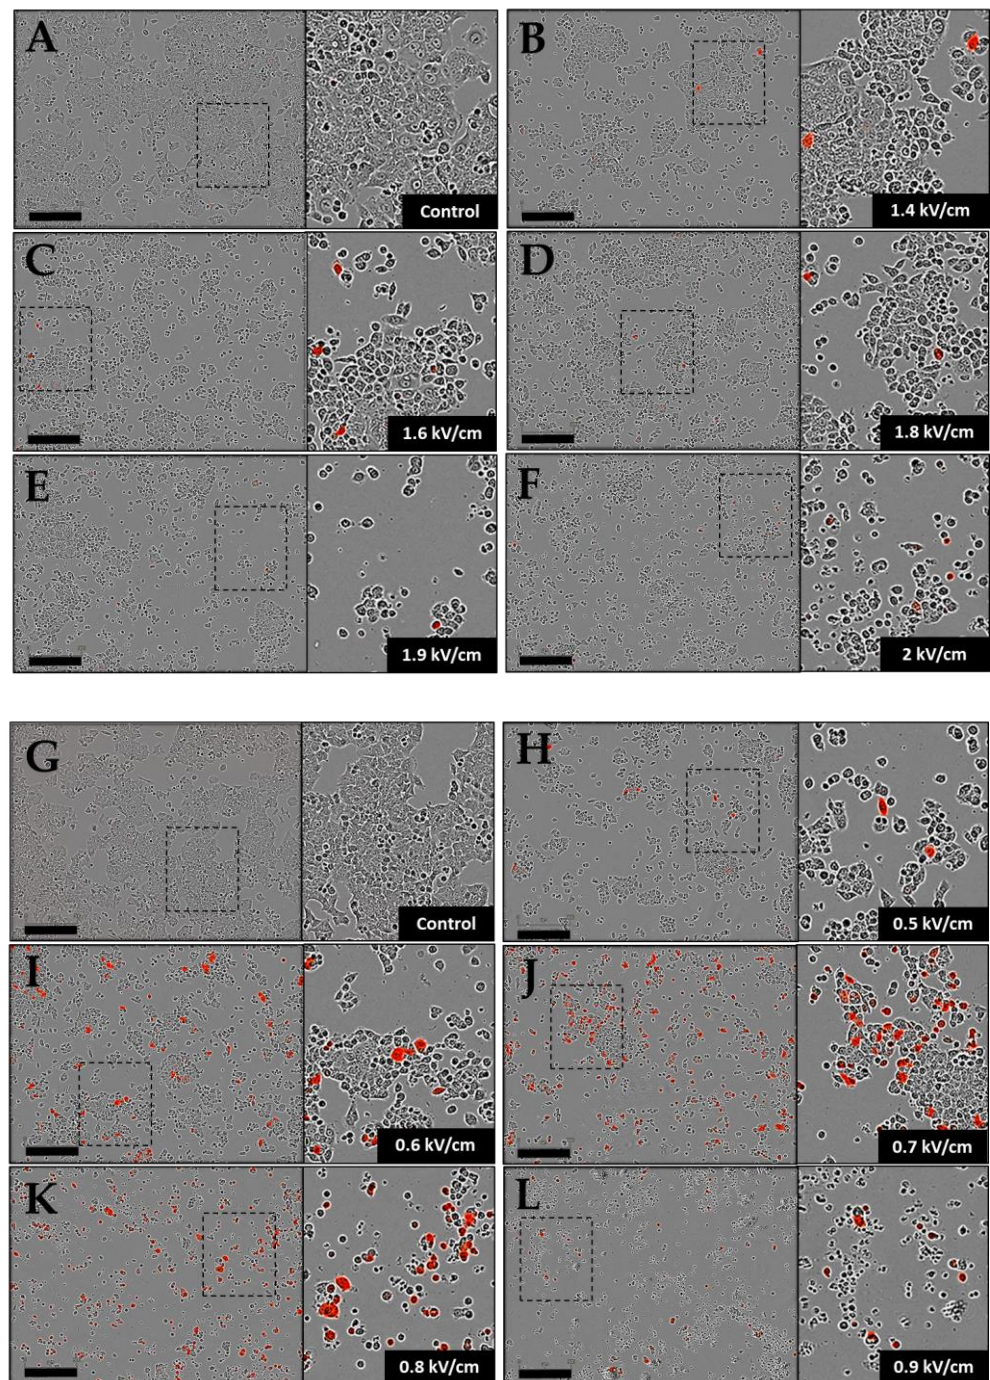 A
Control
B
1.4 kV/cm
C
1.6 kV/cm
D
1.8 kV/cm
E
1.9 kV/cm
F
2 kV/cm
G
Control
H
0.5 kV/cm
I
0.6 kV/cm
J
0.7 kV/cm
K
0.8 kV/cm
L
0.9 kV/cm